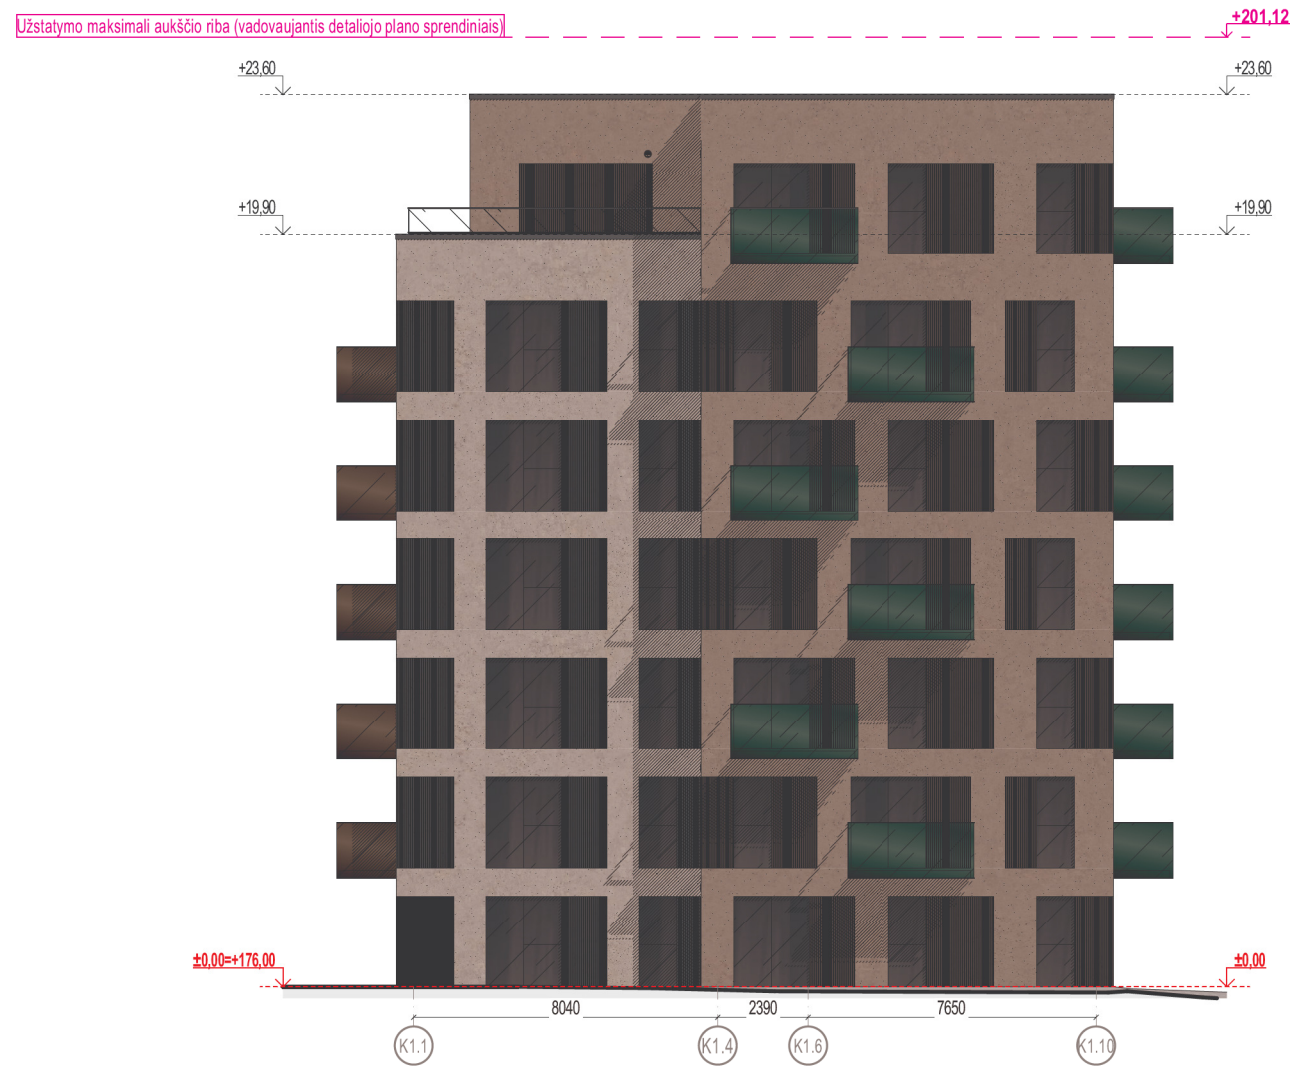 Užstatymo maksimali aukščio riba (vadovaujantis detaliojo plano sprendiniais)
+201,12
+23,60
+23,60
+19,90
+19,90
±0,00=+176,00
±0,00
8040
2390
7650
K1.1
K1.4
K1.6
K1.10